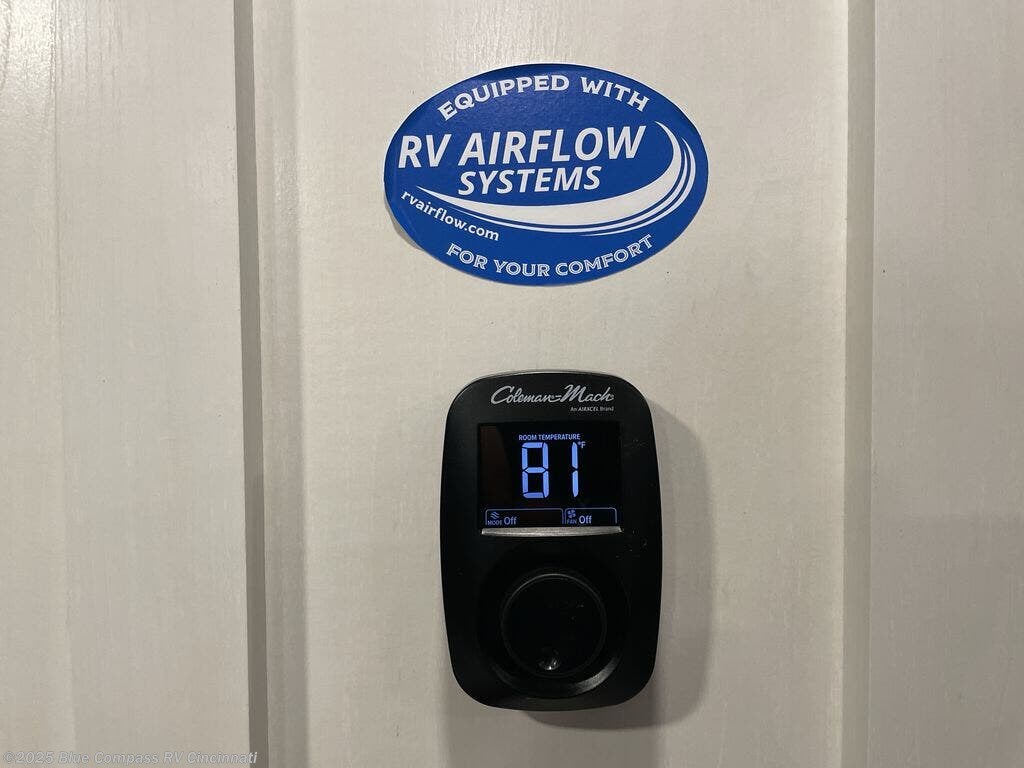 EQUIPPED WITH
RV AIRFLOW
SYSTEMS
rvairflow.com
FOR YOUR COMFORT
Coleman-Mach
An AIRXCEL Brand
ROOM TEMPERATURE
81°F
MODE Off FAN Off
©2025 Blue Compass RV Cincinnati